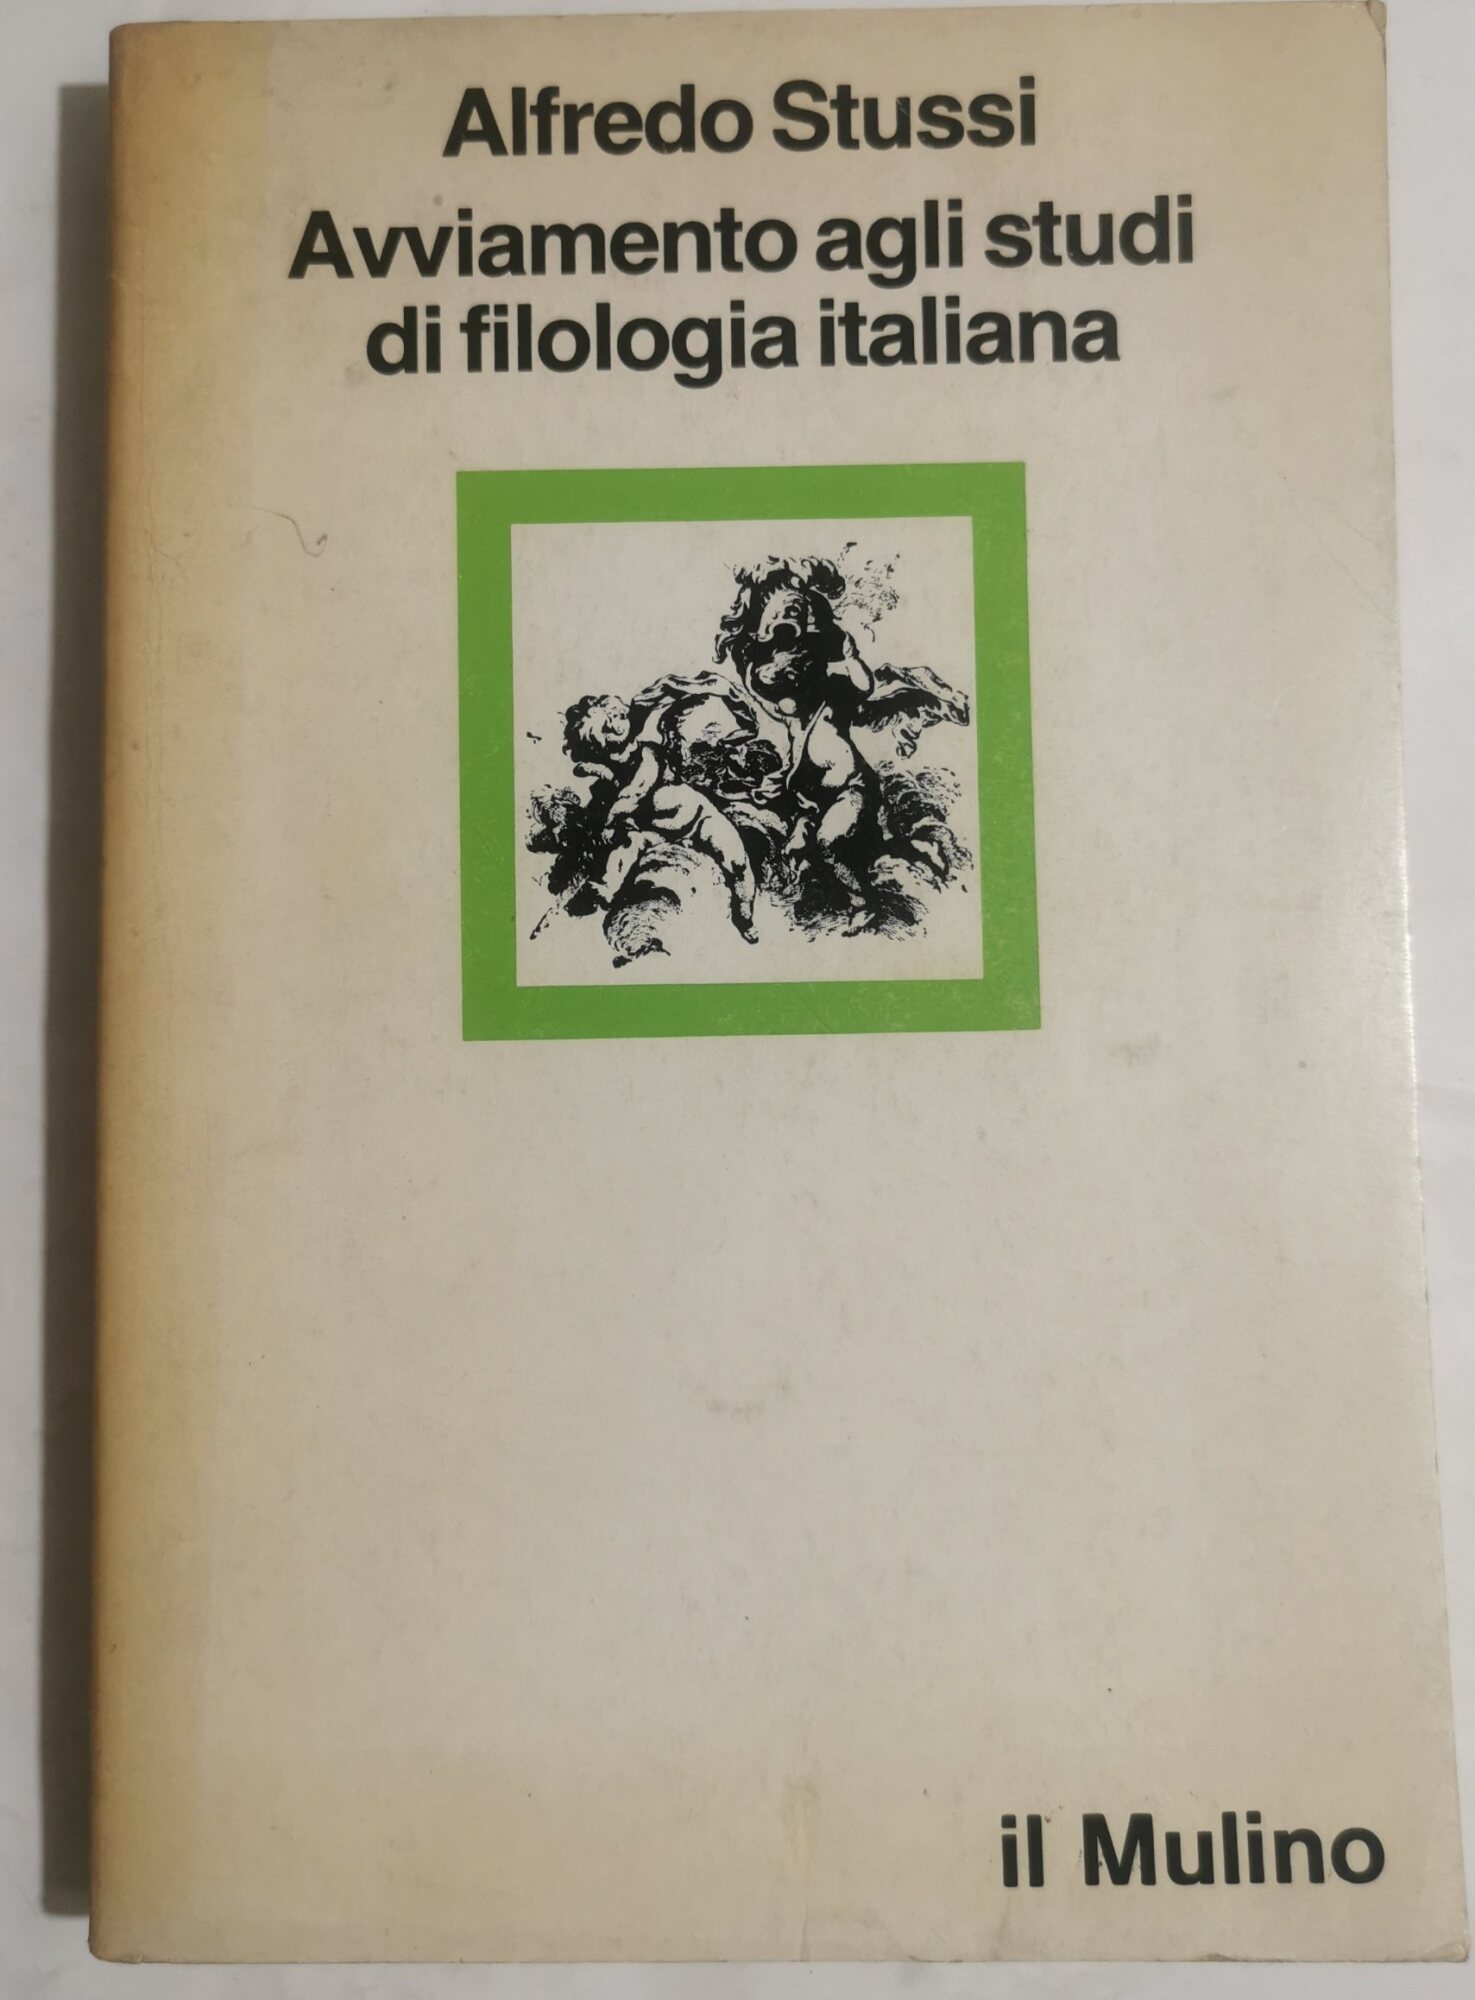 Alfredo Stussi
Avviamento agli studi
di filologia italiana
il Mulino